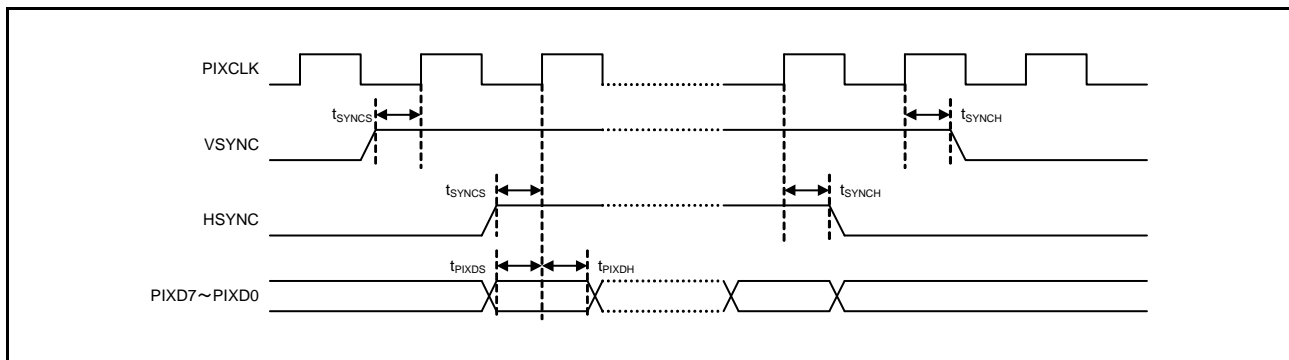 PIXCLK
tSYNCS
tSYNCH
VSYNC
tSYNCS
tSYNCH
HSYNC
tPIXDS
tPIXDH
PIXD7～PIXD0